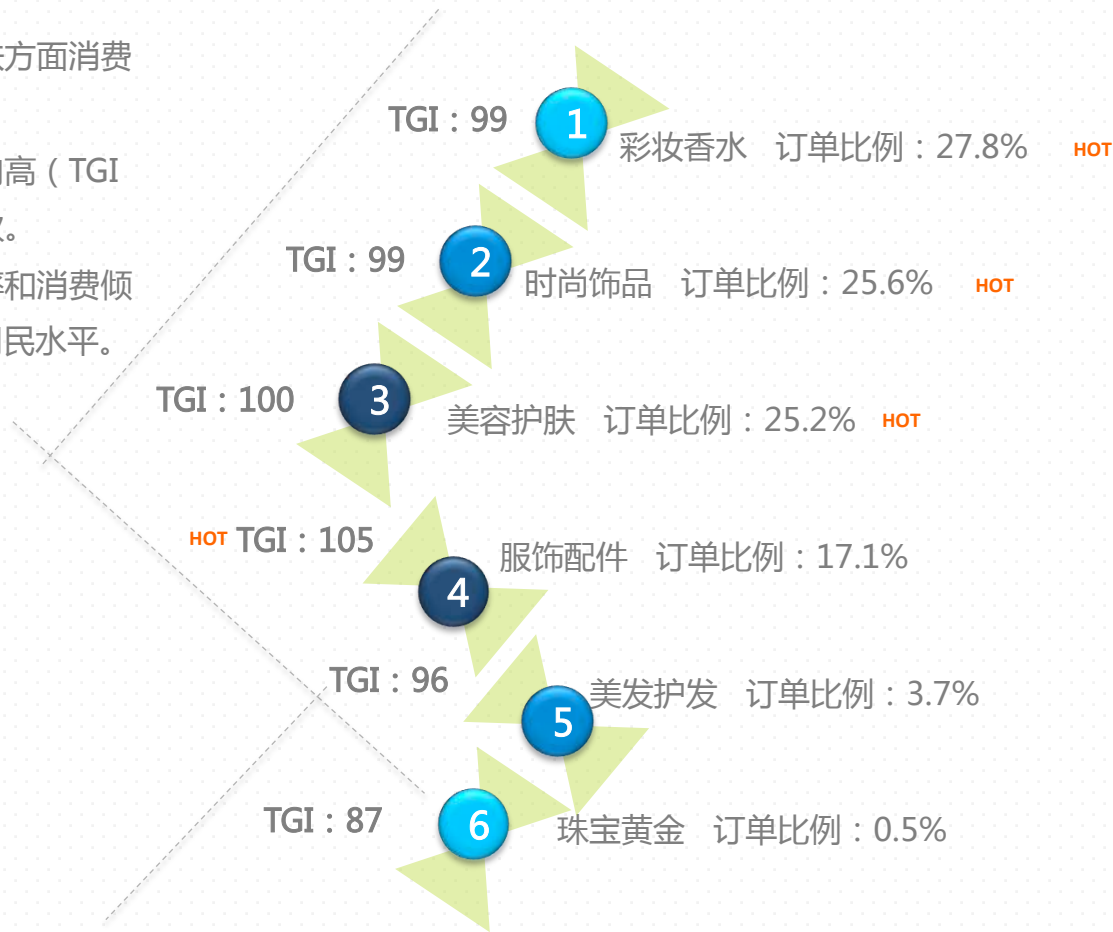 方面消费
高（TGI
。
和消费倾
民水平。
TGI：99
1
彩妆香水 订单比例：27.8%
HOT
TGI：99
2
时尚饰品 订单比例：25.6%
HOT
TGI：100
3
美容护肤 订单比例：25.2%
HOT
HOT TGI：105
4
服饰配件 订单比例：17.1%
TGI：96
5
美发护发 订单比例：3.7%
TGI：87
6
珠宝黄金 订单比例：0.5%